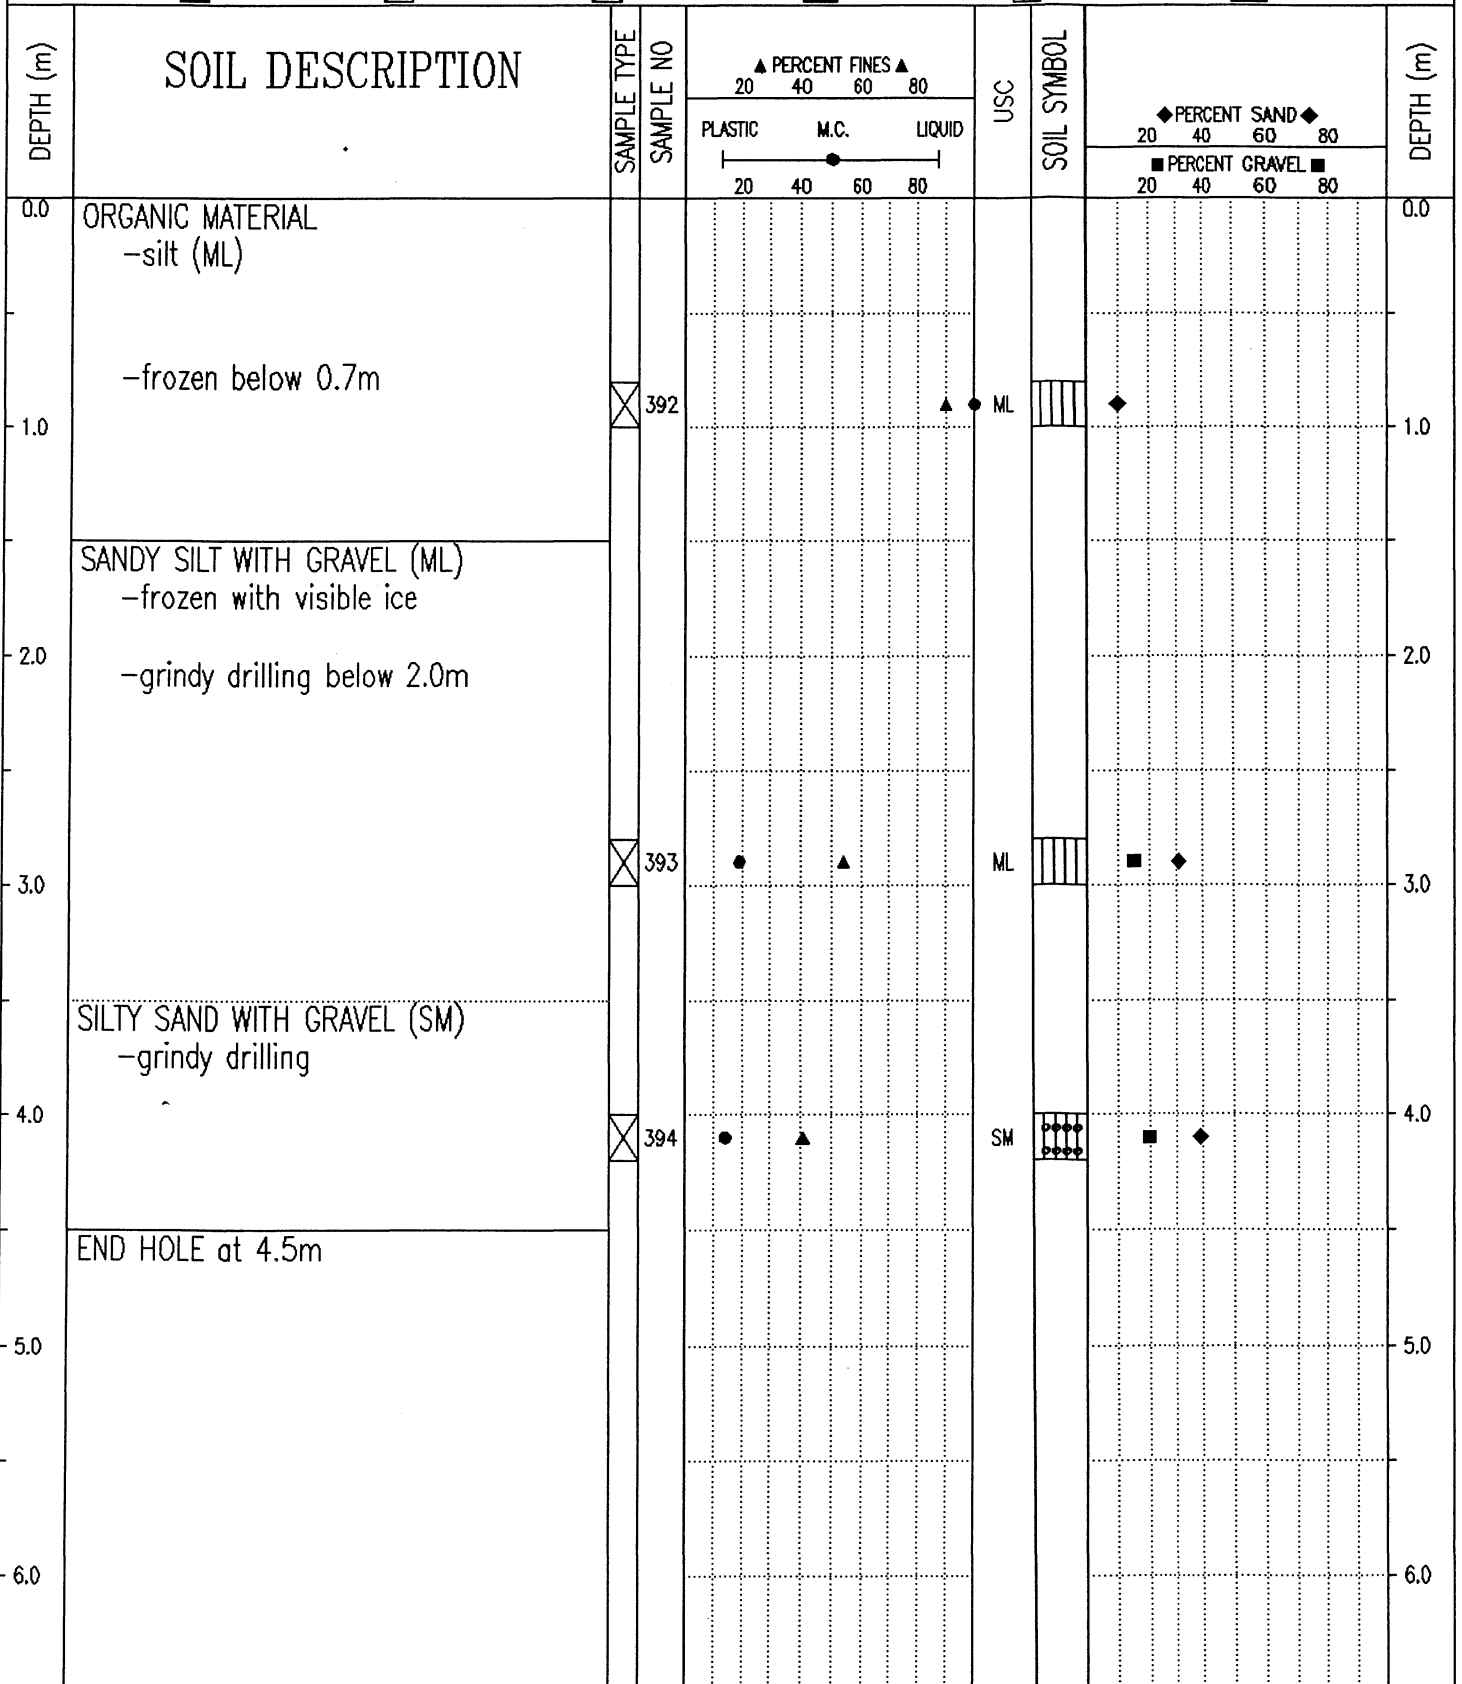 DEPTH (m)
SOIL DESCRIPTION
SAMPLE TYPE
SAMPLE NO
▲ PERCENT FINES ▲
20 40 60 80
PLASTIC M.C. LIQUID
20 40 60 80
USC
SOIL SYMBOL
◆PERCENT SAND◆
20 40 60 80
■PERCENT GRAVEL■
20 40 60 80
DEPTH (m)
0.0
ORGANIC MATERIAL
0.0
-silt (ML)
-frozen below 0.7m
392
ML
1.0
1.0
SANDY SILT WITH GRAVEL (ML)
-frozen with visible ice
2.0
2.0
-grindy drilling below 2.0m
393
ML
3.0
3.0
SILTY SAND WITH GRAVEL (SM)
-grindy drilling
4.0
4.0
394
SM
END HOLE at 4.5m
5.0
5.0
6.0
6.0